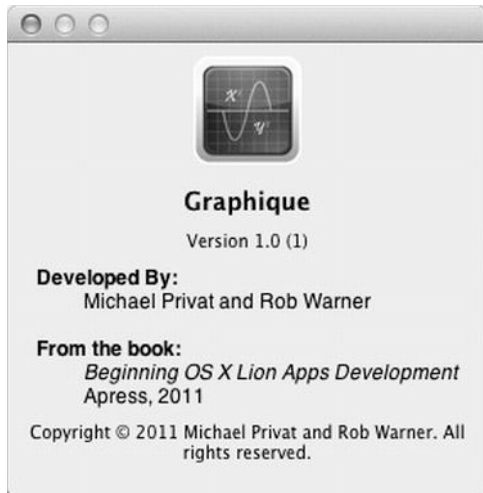 Graphique
Version 1.0 (1)
Developed By:
Michael Privat and Rob Warner
From the book:
Beginning OS X Lion Apps Development
Apress, 2011
Copyright © 2011 Michael Privat and Rob Warner. All
rights reserved.